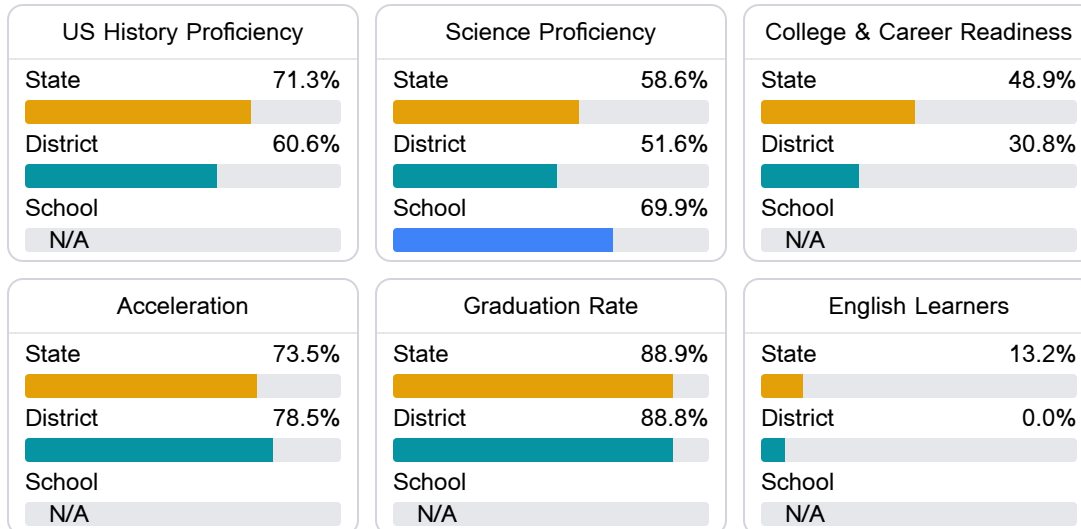 US History Proficiency
State 71.3%
District 60.6%
School
N/A
Science Proficiency
State 58.6%
District 51.6%
School 69.9%
College & Career Readiness
State 48.9%
District 30.8%
School
N/A
Acceleration
State 73.5%
District 78.5%
School
N/A
Graduation Rate
State 88.9%
District 88.8%
School
N/A
English Learners
State 13.2%
District 0.0%
School
N/A